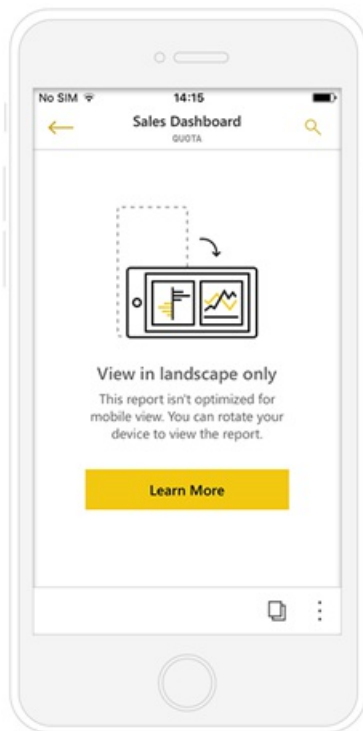 No SIM 14:15
Sales Dashboard
QUOTA
View in landscape only
This report isn't optimized for
mobile view. You can rotate your
device to view the report.
Learn More